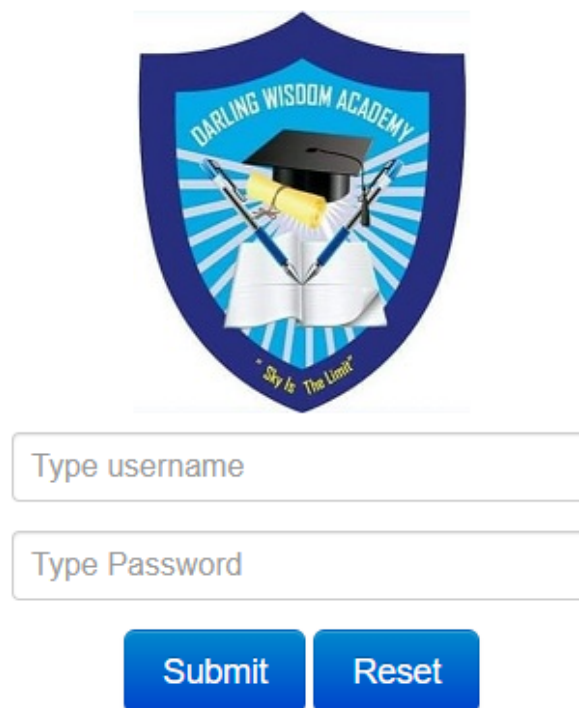 DARLING WISDOM ACADEMY
" Sky Is The Limit"
Type username
Type Password
Submit Reset